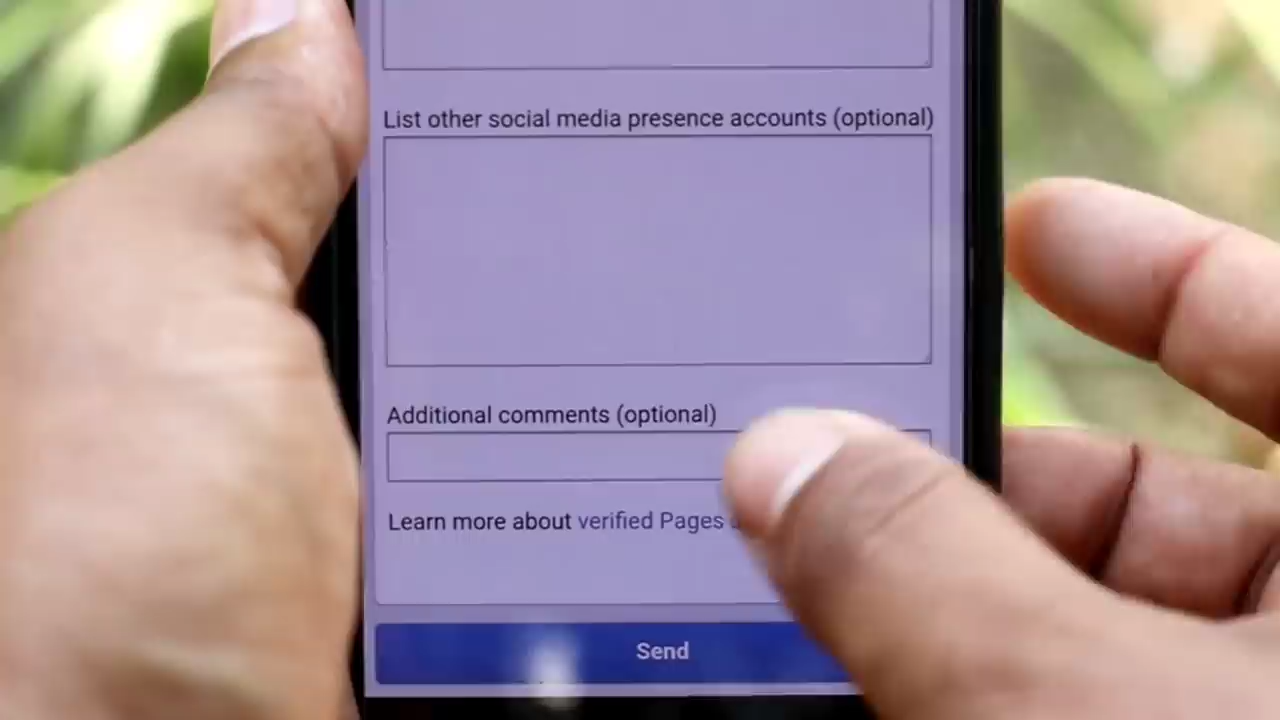 List other social media presence accounts (optional)
Additional comments (optional)
Learn more about verified Pages
Send